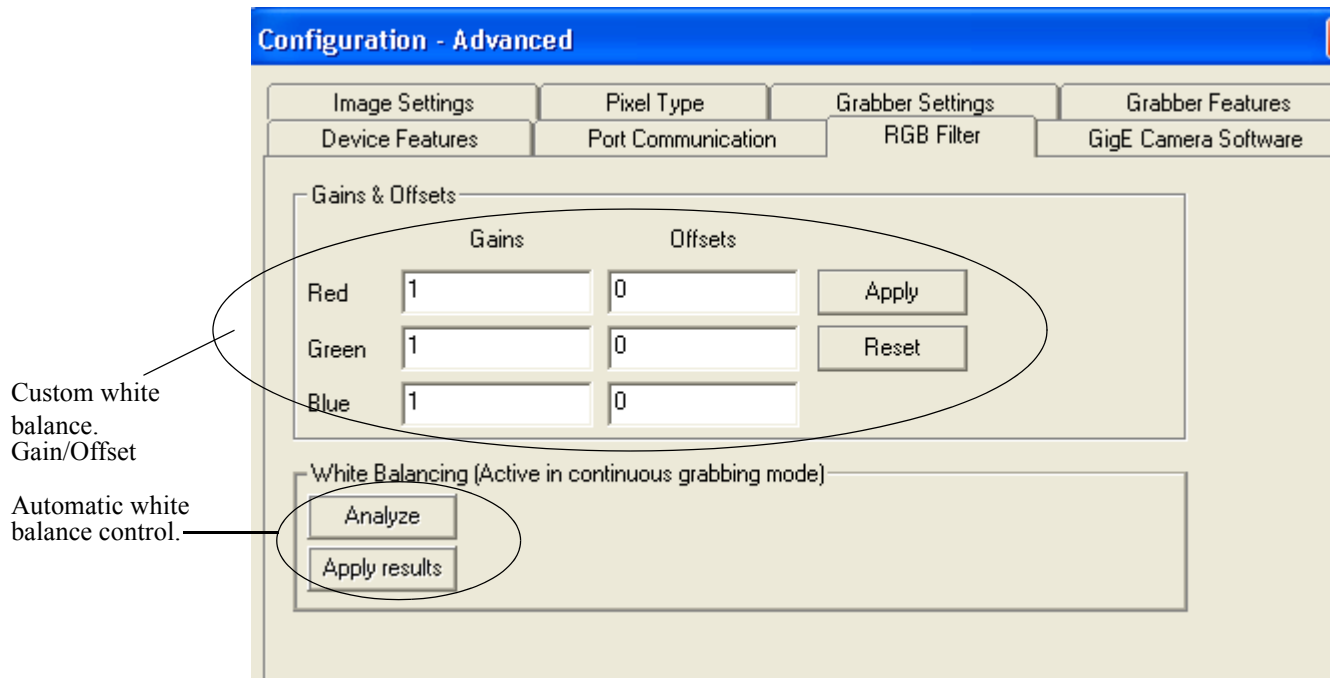 Configuration - Advanced
Image Settings Pixel Type Grabber Settings Grabber Features
Device Features Port Communication RGB Filter GigE Camera Software
Gains & Offsets
Gains Offsets
Red 1 0 Apply
Green 1 0 Reset
Blue 1 0
Custom white
balance.
Gain/Offset
White Balancing (Active in continuous grabbing mode)
Analyze
Apply results
Automatic white
balance control.